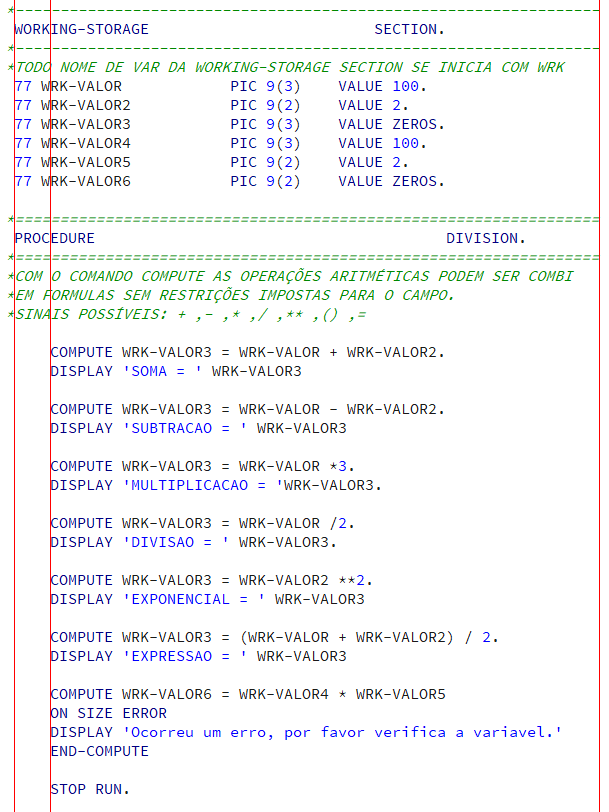 *-----------------------------------------------------------------
WORKING-STORAGE                         SECTION.
*-----------------------------------------------------------------
*TODO NOME DE VAR DA WORKING-STORAGE SECTION SE INICIA COM WRK
77 WRK-VALOR            PIC 9(3)    VALUE 100.
77 WRK-VALOR2           PIC 9(2)    VALUE 2.
77 WRK-VALOR3           PIC 9(3)    VALUE ZEROS.
77 WRK-VALOR4           PIC 9(3)    VALUE 100.
77 WRK-VALOR5           PIC 9(2)    VALUE 2.
77 WRK-VALOR6           PIC 9(2)    VALUE ZEROS.
*=================================================================
PROCEDURE                                       DIVISION.
*=================================================================
*COM O COMANDO COMPUTE AS OPERAÇÕES ARITMÉTICAS PODEM SER COMBI
*EM FORMULAS SEM RESTRIÇÕES IMPOSTAS PARA O CAMPO.
*SINAIS POSSÍVEIS: + ,- ,* ,/ ,** ,() ,=
COMPUTE WRK-VALOR3 = WRK-VALOR + WRK-VALOR2.
DISPLAY 'SOMA = ' WRK-VALOR3
COMPUTE WRK-VALOR3 = WRK-VALOR - WRK-VALOR2.
DISPLAY 'SUBTRACAO = ' WRK-VALOR3
COMPUTE WRK-VALOR3 = WRK-VALOR *3.
DISPLAY 'MULTIPLICACAO = 'WRK-VALOR3.
COMPUTE WRK-VALOR3 = WRK-VALOR /2.
DISPLAY 'DIVISAO = ' WRK-VALOR3.
COMPUTE WRK-VALOR3 = WRK-VALOR2 **2.
DISPLAY 'EXPONENCIAL = ' WRK-VALOR3
COMPUTE WRK-VALOR3 = (WRK-VALOR + WRK-VALOR2) / 2.
DISPLAY 'EXPRESSAO = ' WRK-VALOR3
COMPUTE WRK-VALOR6 = WRK-VALOR4 * WRK-VALOR5
ON SIZE ERROR
DISPLAY 'Ocorreu um erro, por favor verifica a variavel.'
END-COMPUTE
STOP RUN.